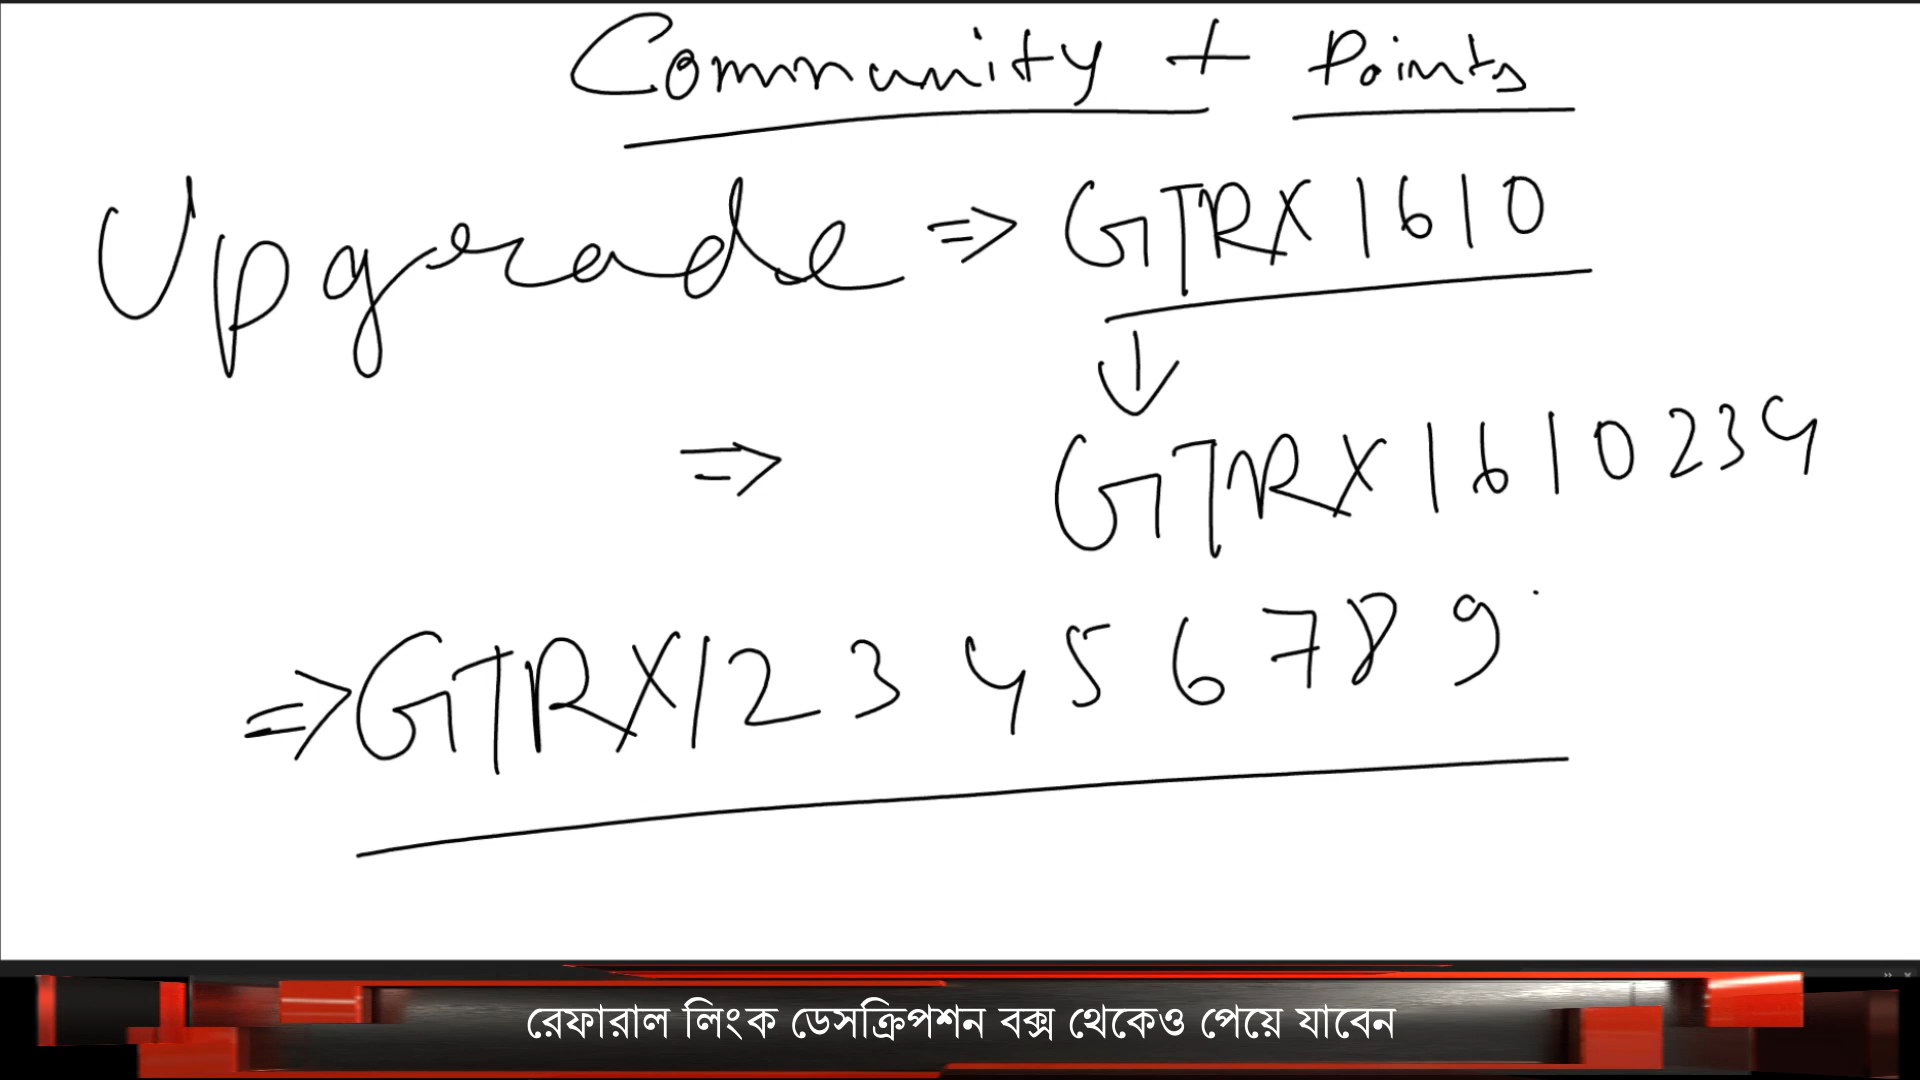 Community + Points
Upgrade ⇒ GTRX1610
↓
⇒ GTRX1610234
⇒ GTRX123456789
রেফারাল লিংক ডেসক্রিপশন বক্স থেকেও পেয়ে যাবেন